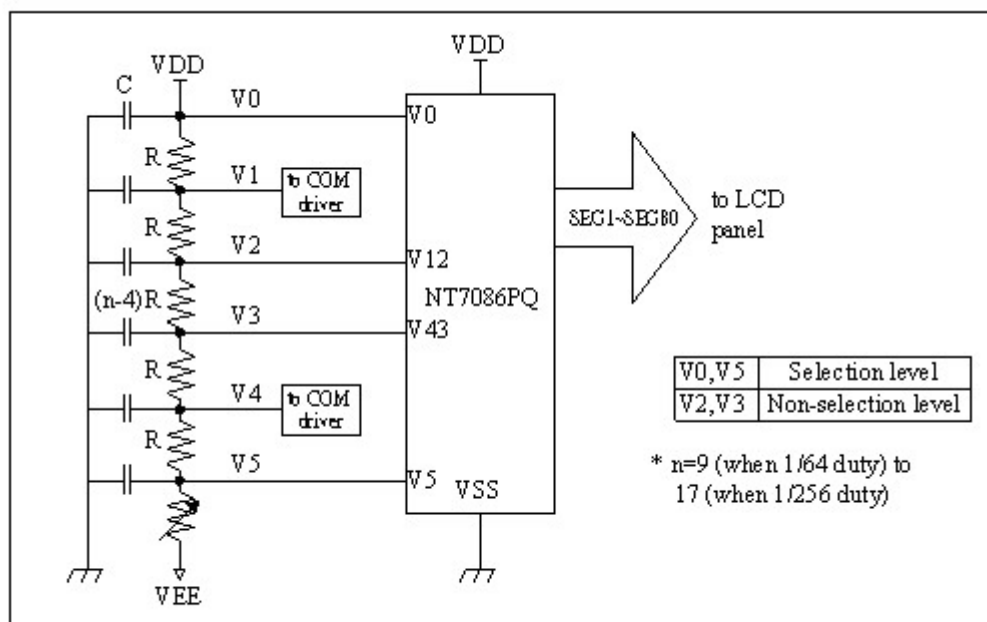 VDD
VDD
C
V0
V0
R
V1
to COM
driver
R
V2
V12
(n-4)R
V3
V43
NT7086PQ
SEG1~SEG80
to LCD
panel
R
V4
to COM
driver
R
V5
V5
VSS
VEE
V0,V5 Selection level
V2,V3 Non-selection level
* n=9 (when 1/64 duty) to
17 (when 1/256 duty)